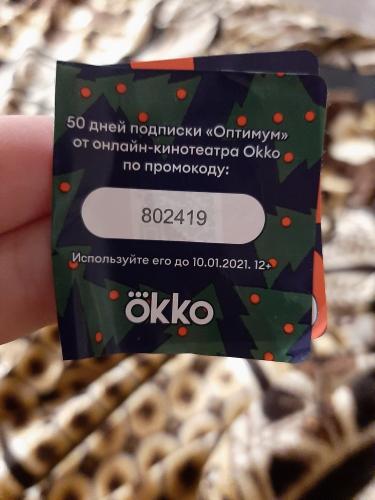 50 дней подписки «Оптимум»
от онлайн-кинотеатра Okko
по промокоду:
802419
Используйте его до 10.01.2021. 12+
ökko